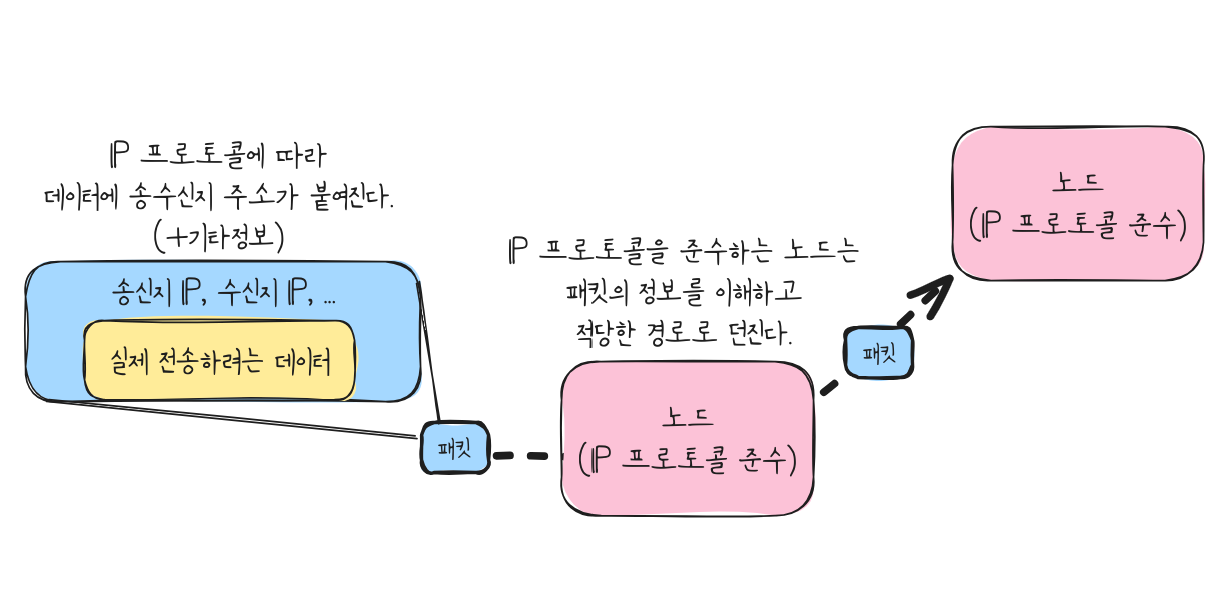 IP 프로토콜에 따라
데이터에 송수신지 주소가 붙여진다.
(+기타정보)
송신지 IP, 수신지 IP, ...
실제 전송하려는 데이터
패킷
IP 프로토콜을 준수하는 노드는
패킷의 정보를 이해하고
적당한 경로로 던진다.
노드
(IP 프로토콜 준수)
패킷
노드
(IP 프로토콜 준수)